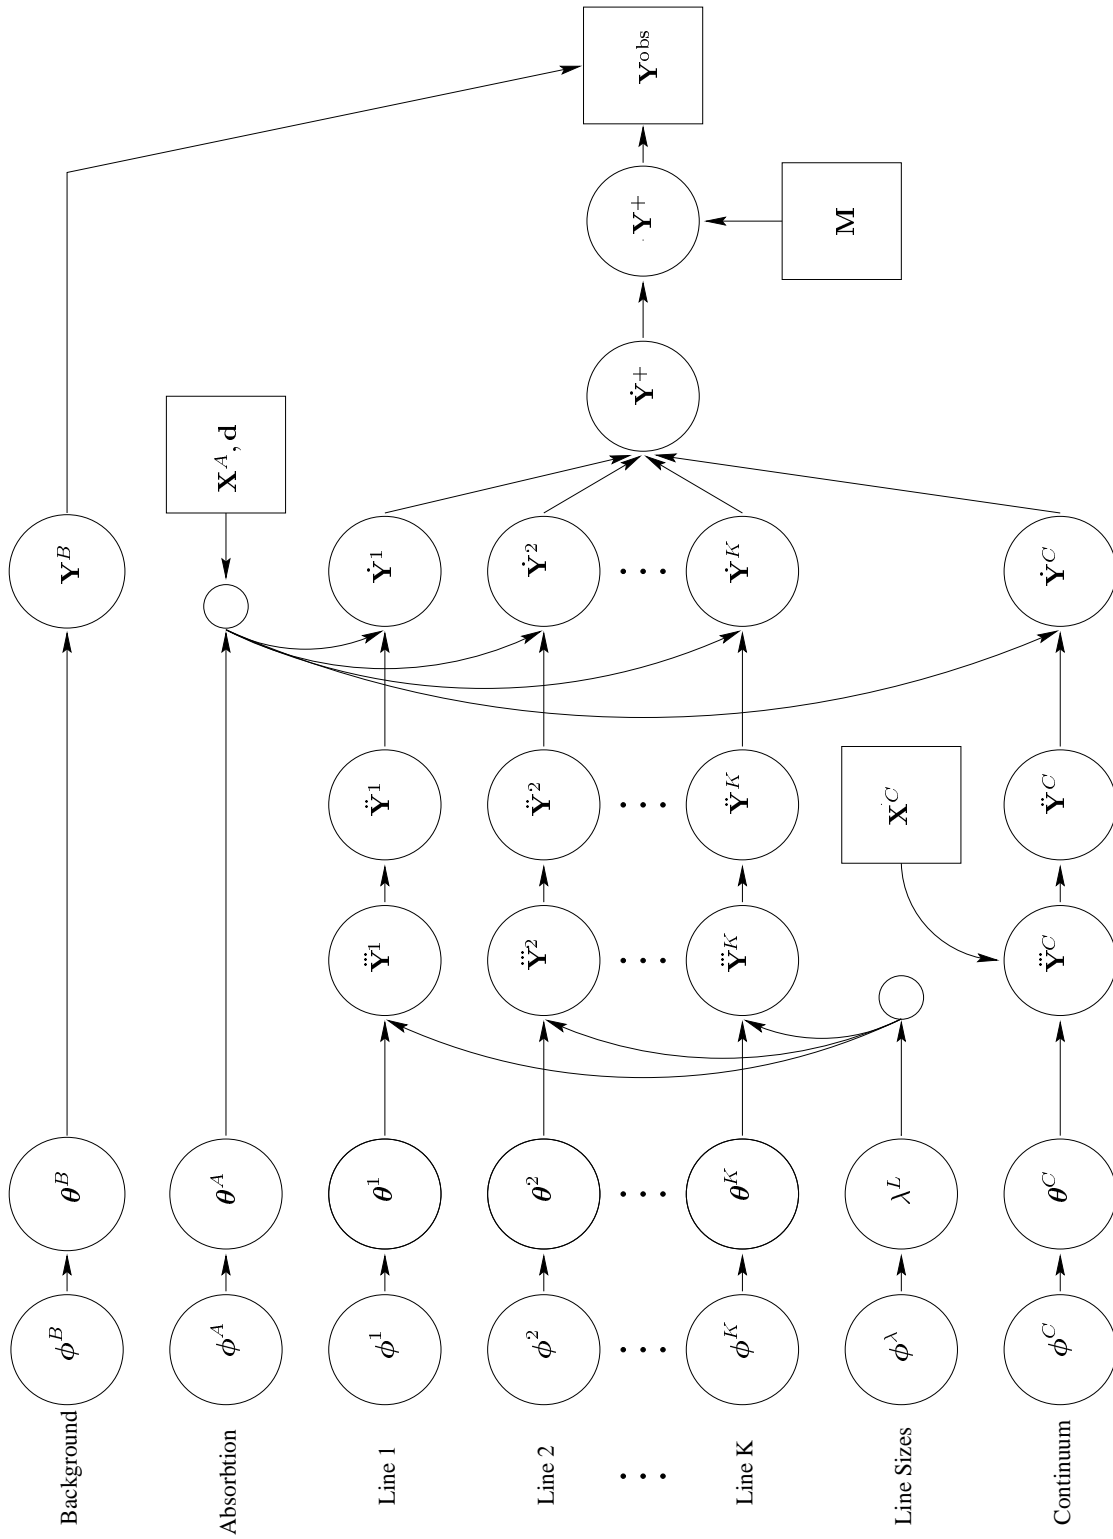 Background 𝝓^B 𝜽^B 𝐘^B
Absorbtion 𝝓^A 𝜽^A 𝐗^A, 𝐝
Line 1 𝝓^1 𝜽^1 𝐘⃛^1 𝐘̈^1 𝐘̇^1
Line 2 𝝓^2 𝜽^2 𝐘⃛^2 𝐘̈^2 𝐘̇^2
... ... ... ... ... ... 𝐘̇^+ 𝐘^+ 𝐘^obs
Line K 𝝓^K 𝜽^K 𝐘⃛^K 𝐘̈^K 𝐘̇^K
𝐌
Line Sizes 𝝓^λ λ^L 𝐗^C
Continuum 𝝓^C 𝜽^C 𝐘⃛^C 𝐘̈^C 𝐘̇^C